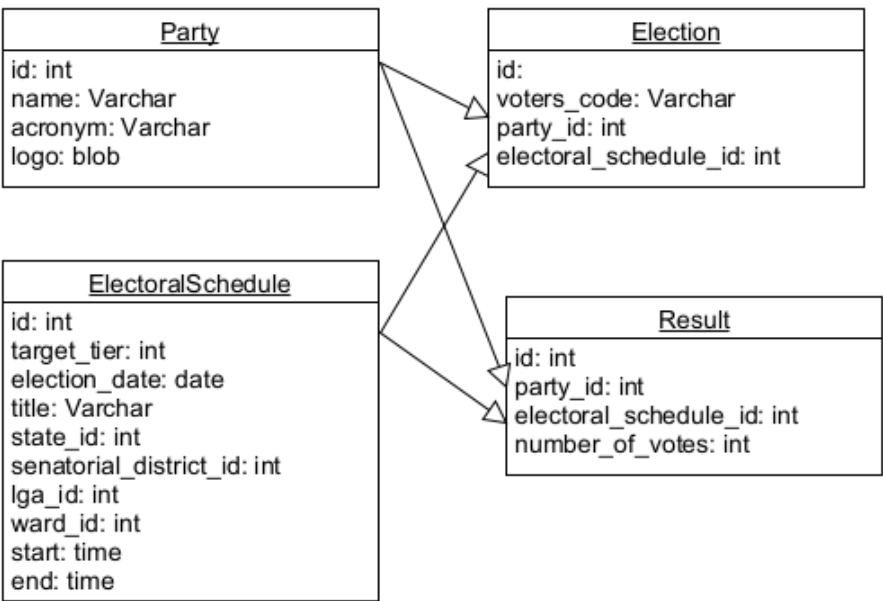 Party
id: int
name: Varchar
acronym: Varchar
logo: blob
Election
id:
voters_code: Varchar
party_id: int
electoral_schedule_id: int
ElectoralSchedule
id: int
target_tier: int
election_date: date
title: Varchar
state_id: int
senatorial_district_id: int
lga_id: int
ward_id: int
start: time
end: time
Result
id: int
party_id: int
electoral_schedule_id: int
number_of_votes: int